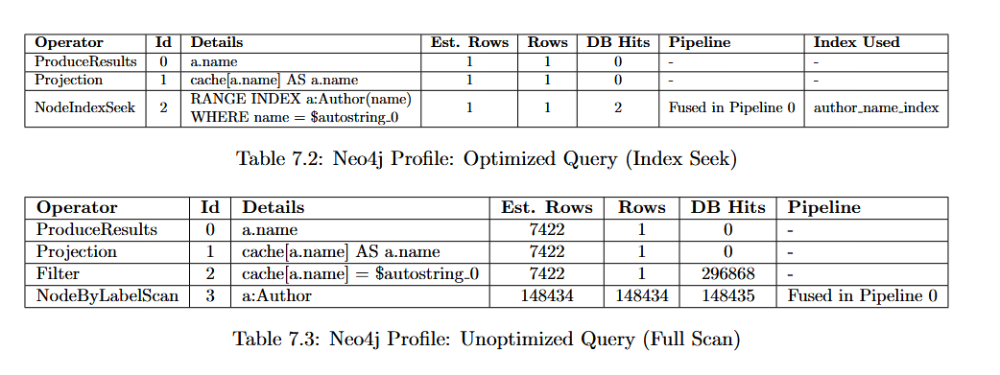 Operator Id Details Est. Rows Rows DB Hits Pipeline Index Used
ProduceResults 0 a.name 1 1 0 - -
Projection 1 cache[a.name] AS a.name 1 1 0 - -
NodeIndexSeek 2 RANGE INDEX a:Author(name) WHERE name = $autostring_0 1 1 2 Fused in Pipeline 0 author_name_index
Table 7.2: Neo4j Profile: Optimized Query (Index Seek)
Operator Id Details Est. Rows Rows DB Hits Pipeline
ProduceResults 0 a.name 7422 1 0 -
Projection 1 cache[a.name] AS a.name 7422 1 0 -
Filter 2 cache[a.name] = $autostring_0 7422 1 296868 -
NodeByLabelScan 3 a:Author 148434 148434 148435 Fused in Pipeline 0
Table 7.3: Neo4j Profile: Unoptimized Query (Full Scan)